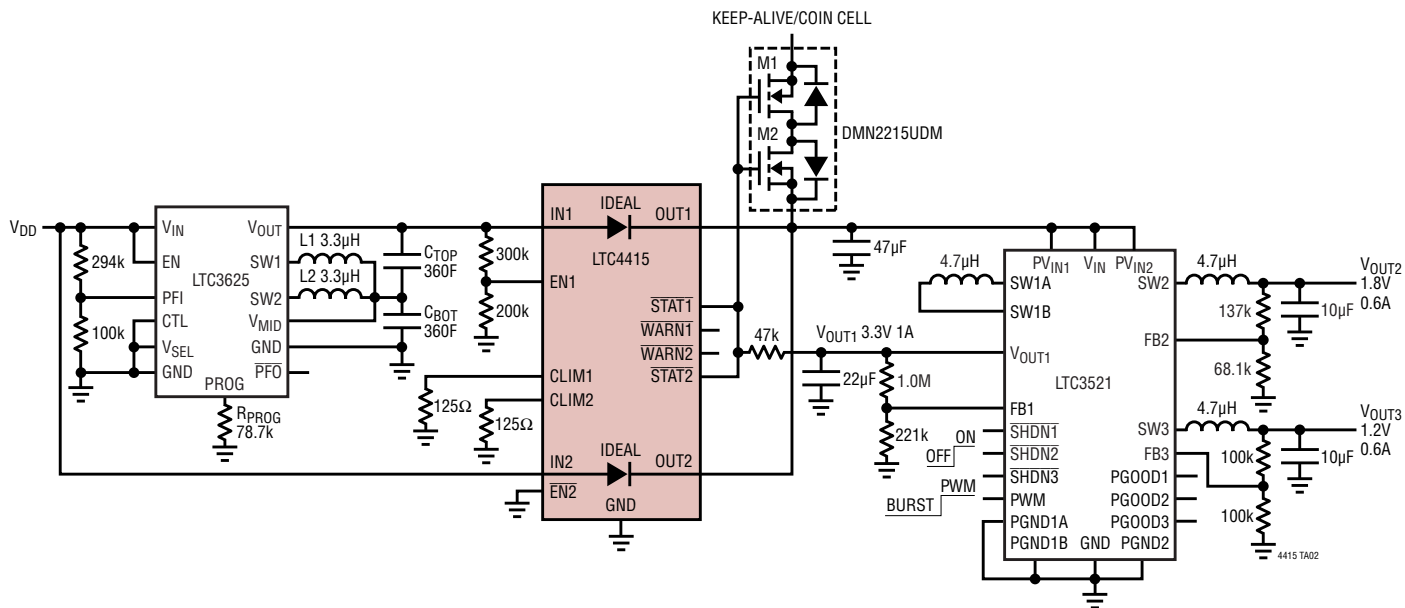 KEEP-ALIVE/COIN CELL
M1
M2
DMN2215UDM
VDD
VIN
EN
PFI
CTL
VSEL
GND
LTC3625
VOUT
SW1
SW2
VMID
GND
PFO
PROG
294k
100k
RPROG
78.7k
L1 3.3µH
L2 3.3µH
CTOP
360F
CBOT
360F
300k
200k
125Ω
125Ω
IN1
IDEAL
OUT1
LTC4415
EN1
STAT1
WARN1
WARN2
STAT2
CLIM1
CLIM2
IN2
IDEAL
OUT2
EN2
GND
47µF
47k
VOUT1 3.3V 1A
22µF
1.0M
221k
ON
OFF
PWM
BURST
4.7µH
PVIN1
VIN
PVIN2
SW1A
SW1B
VOUT1
LTC3521
FB1
SHDN1
SHDN2
SHDN3
PWM
PGND1A
PGND1B
GND
PGND2
SW2
FB2
SW3
FB3
PGOOD1
PGOOD2
PGOOD3
4.7µH
137k
68.1k
10µF
VOUT2
1.8V
0.6A
4.7µH
100k
100k
10µF
VOUT3
1.2V
0.6A
4415 TA02